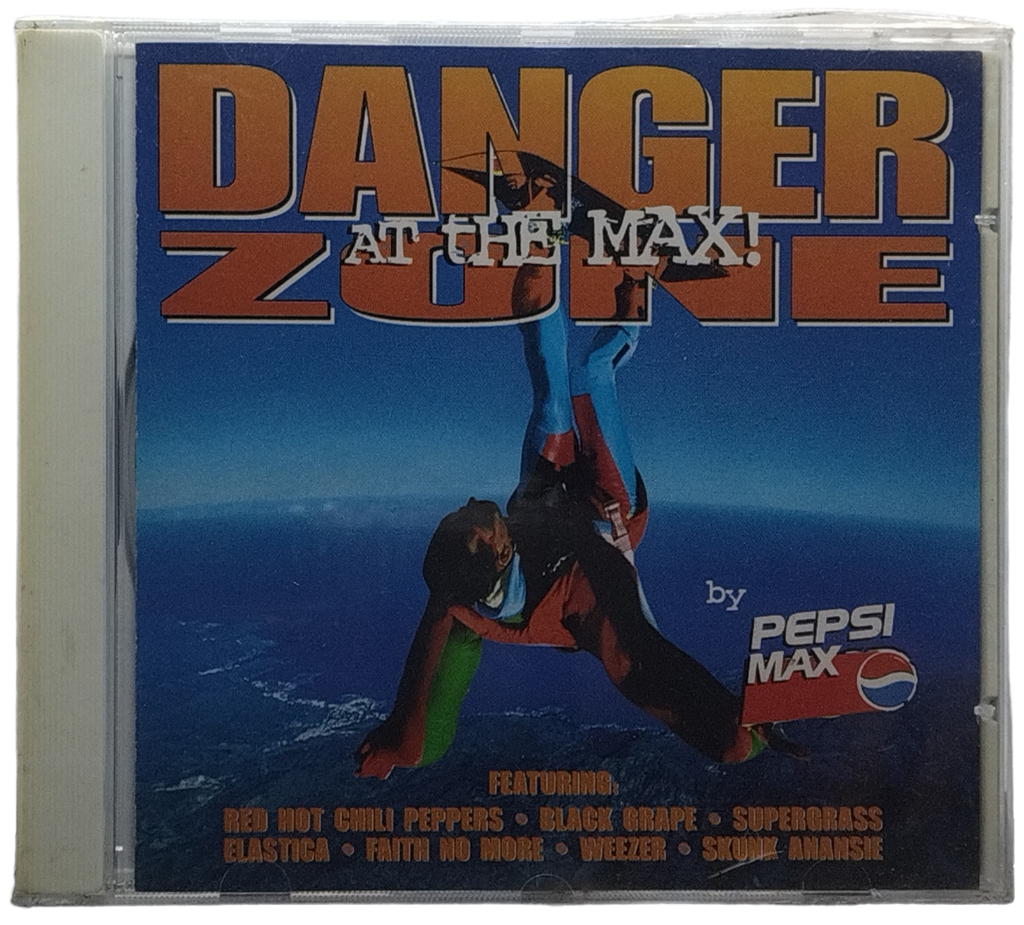 DANGER
AT tHE MAX!
ZONE
by
PEPSI
MAX
FEATURING:
RED HOT CHILI PEPPERS • BLACK GRAPE • SUPERGRASS
ELASTICA • FAITH NO MORE • WEEZER • SKUNK ANANSIE